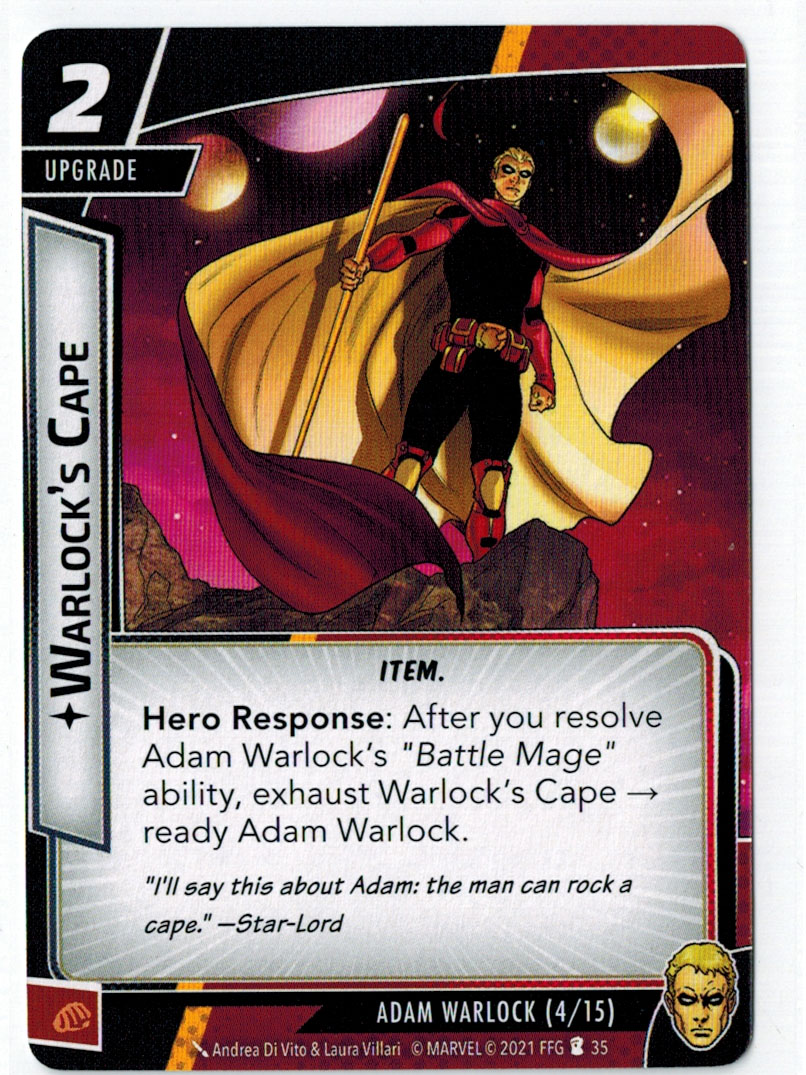 2
UPGRADE
WARLOCK'S CAPE
ITEM.
Hero Response: After you resolve
Adam Warlock's "Battle Mage"
ability, exhaust Warlock's Cape →
ready Adam Warlock.
"I'll say this about Adam: the man can rock a
cape." —Star-Lord
ADAM WARLOCK (4/15)
Andrea Di Vito & Laura Villari © MARVEL © 2021 FFG 35